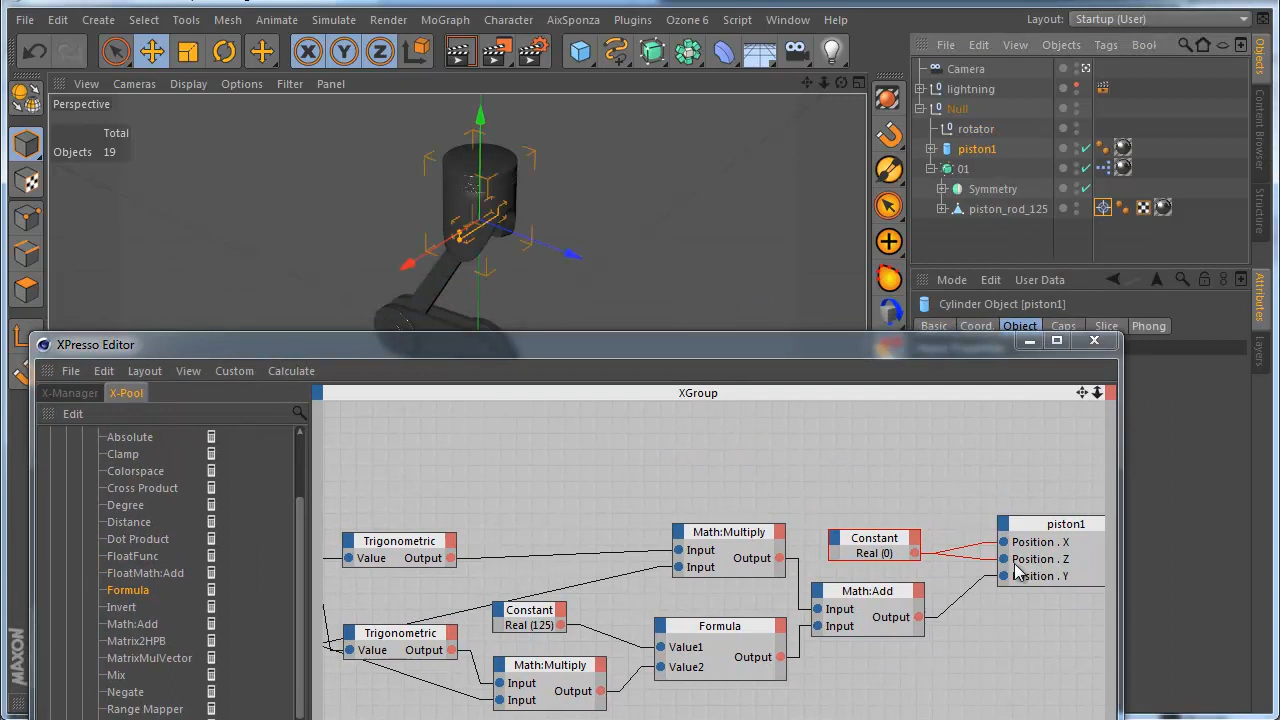 File Edit Create Select Tools Mesh Animate Simulate Render MoGraph Character AixSponza Plugins Ozone 6 Script Window Help Layout: Startup (User)
X Y Z
File Edit View Objects Tags Bool
View Cameras Display Options Filter Panel
Perspective
Total
Objects 19
Camera
lightning
Null
rotator
piston1
01
Symmetry
piston_rod_125
Objects
Content Browser
Structure
Mode Edit User Data
Cylinder Object [piston1]
Basic Coord. Object Caps Slice Phong
Attributes
Layers
XPresso Editor
File Edit Layout View Custom Calculate
X-Manager X-Pool
XGroup
Edit
Absolute
Clamp
Colorspace
Cross Product
Degree
Distance
Dot Product
FloatFunc
FloatMath:Add
Formula
Invert
Math:Add
Matrix2HPB
MatrixMulVector
Mix
Negate
Range Mapper
Trigonometric
Value Output
Trigonometric
Value Output
Constant
Real (125)
Math:Multiply
Input
Input
Output
Math:Multiply
Input
Input
Output
Formula
Value1
Value2
Output
Constant
Real (0)
Math:Add
Input
Input
Output
piston1
Position . X
Position . Z
Position . Y
MAXON